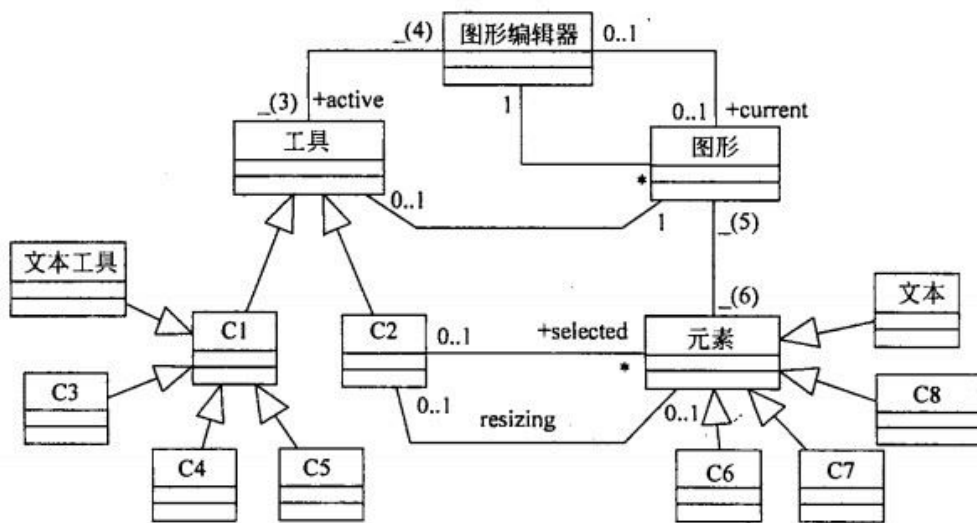 _(4)
图形编辑器
0..1
_(3)
+active
1
0..1
+current
工具
图形
0..1
*
1
_(5)
文本工具
_(6)
文本
C1
C2
0..1
+selected
元素
*
C3
0..1
resizing
0..1
C8
C4
C5
C6
C7